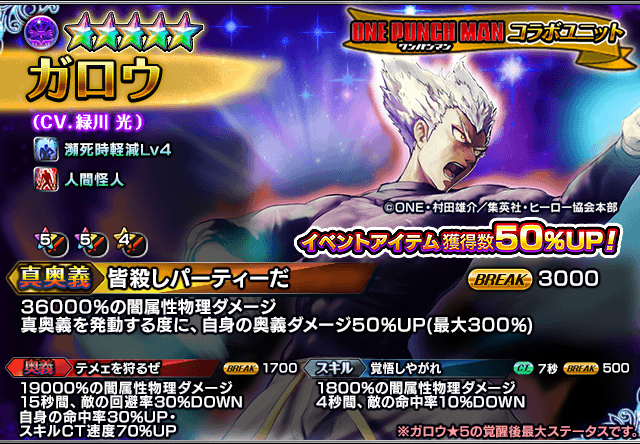 ONE PUNCH MAN コラボユニット
ワンパンマン
ガロウ
(CV.緑川 光)
瀕死時軽減Lv4
人間怪人
©ONE・村田雄介/集英社・ヒーロー協会本部
5 5 4
イベントアイテム獲得数50%UP!
真奥義 皆殺しパーティーだ BREAK 3000
36000%の闇属性物理ダメージ
真奥義を発動する度に、自身の奥義ダメージ50%UP(最大300%)
奥義 テメェを狩るぜ BREAK 1700
19000%の闇属性物理ダメージ
15秒間、敵の回避率30%DOWN
自身の命中率30%UP・
スキルCT速度70%UP
スキル 覚悟しやがれ CT 7秒 BREAK 500
1800%の闇属性物理ダメージ
4秒間、敵の命中率10%DOWN
※ガロウ★5の覚醒後最大ステータスです。